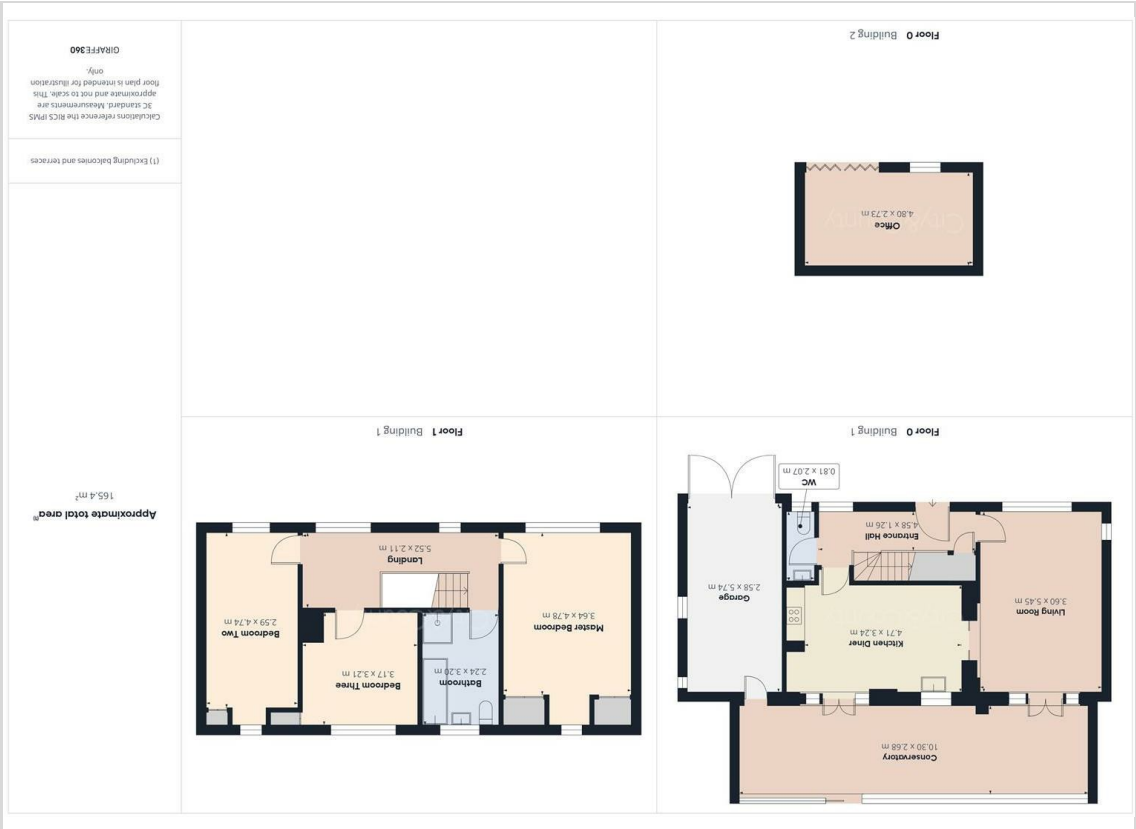 Conservatory
10.30 x 2.68 m
Living Room
3.60 x 5.45 m
Kitchen Diner
4.71 x 3.24 m
Garage
2.58 x 5.74 m
Entrance Hall
4.58 x 1.26 m
WC
0.81 x 2.07 m
Floor 0 Building 1
Master Bedroom
3.64 x 4.78 m
Bathroom
2.24 x 3.20 m
Bedroom Three
3.17 x 3.21 m
Bedroom Two
2.59 x 4.74 m
Landing
5.52 x 2.11 m
Floor 1 Building 1
Office
4.80 x 2.73 m
Floor 0 Building 2
Approximate total area⁽¹⁾
165.4 m²
(1) Excluding balconies and terraces
Calculations reference the RICS IPMS
3C standard. Measurements are
approximate and not to scale. This
floor plan is intended for illustration
only.
GIRAFFE360